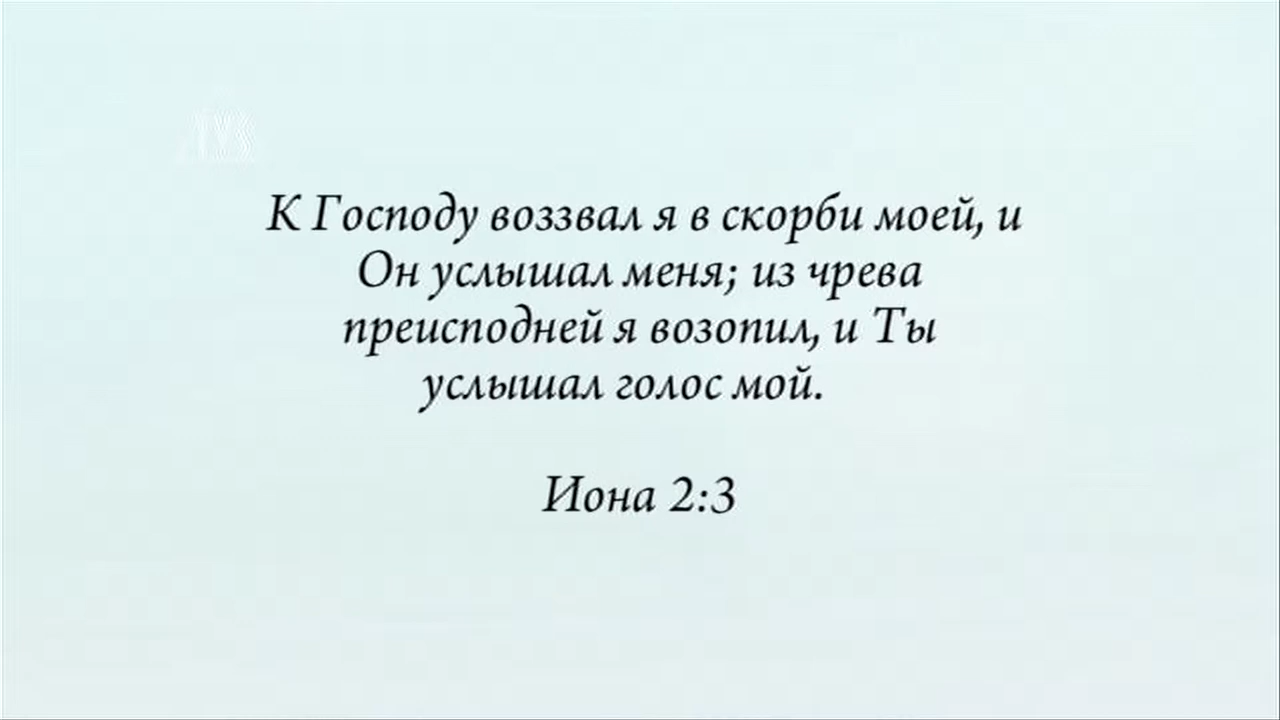 К Господу воззвал я в скорби моей, и
Он услышал меня; из чрева
преисподней я возопил, и Ты
услышал голос мой.
Иона 2:3